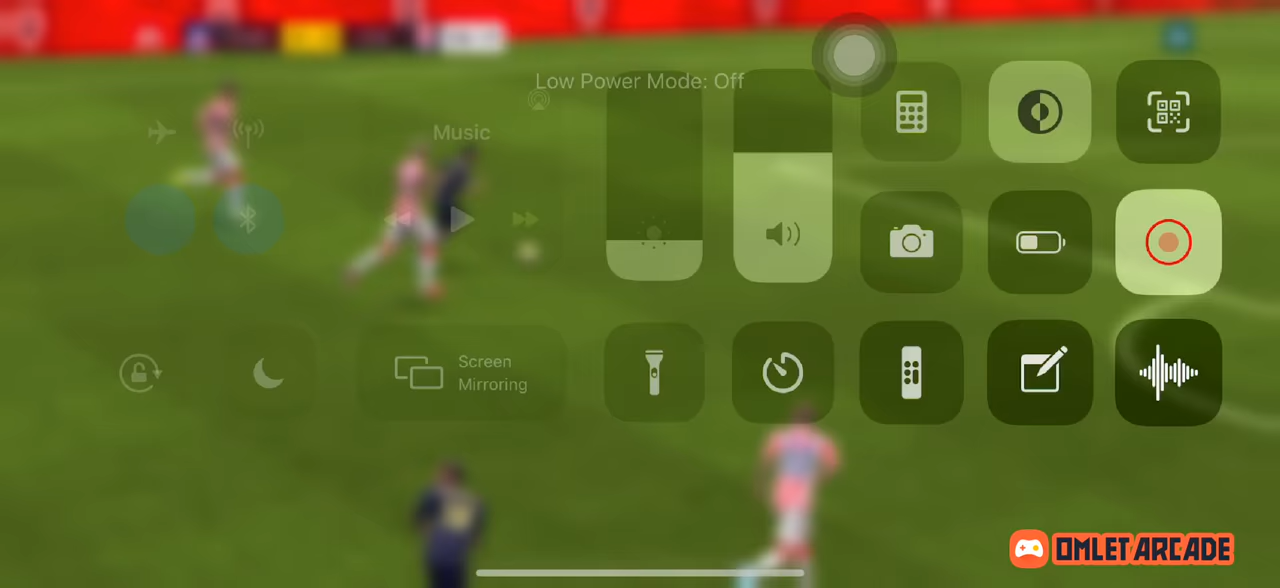 Low Power Mode: Off
Music
Screen
Mirroring
OMLET ARCADE